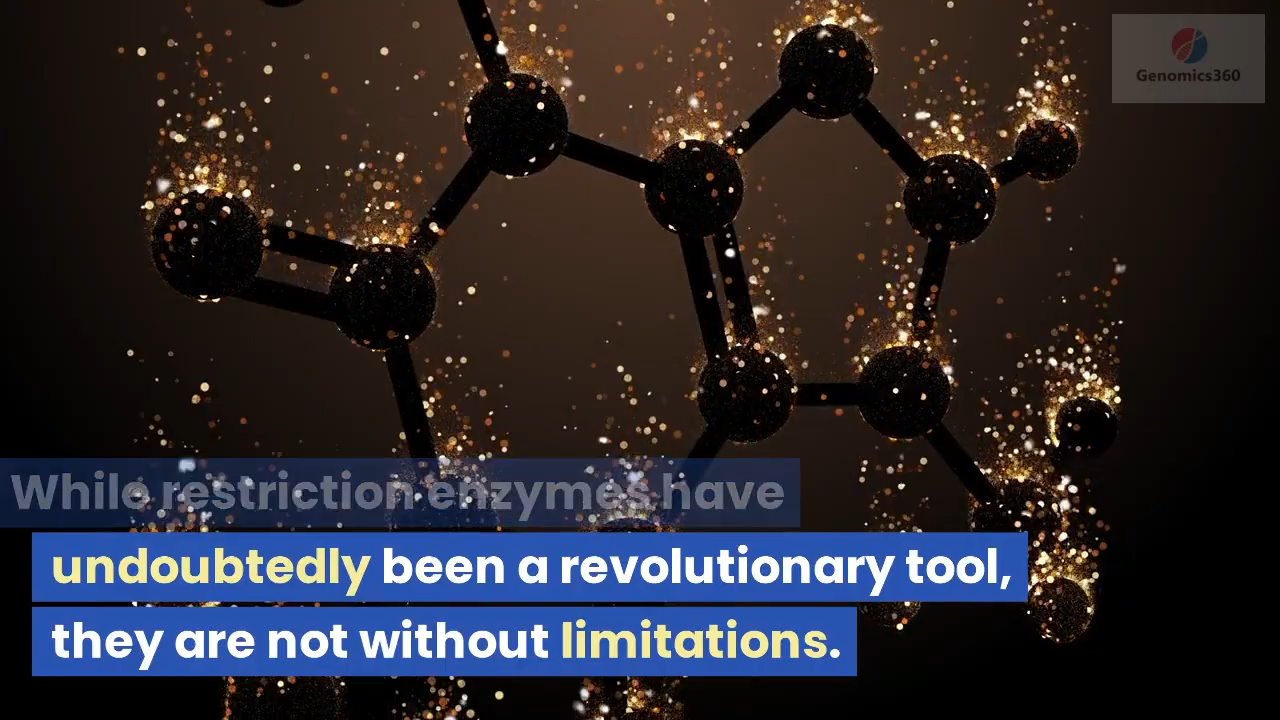 Genomics360
While restriction enzymes have
undoubtedly been a revolutionary tool,
they are not without limitations.